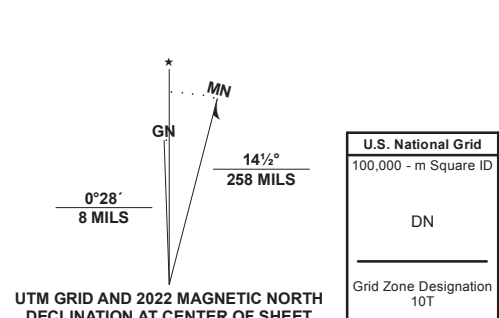 ★
MN
GN
14½°
258 MILS
0°28´
8 MILS
UTM GRID AND 2022 MAGNETIC NORTH
DECLINATION AT CENTER OF SHEET
U.S. National Grid
100,000 - m Square ID
DN
Grid Zone Designation
10T